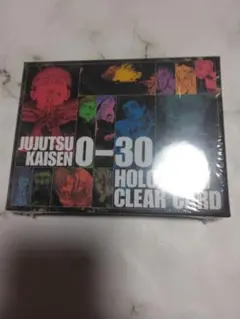 JUJUTSU
KAISEN 0-30
HOLO
CLEAR CARD